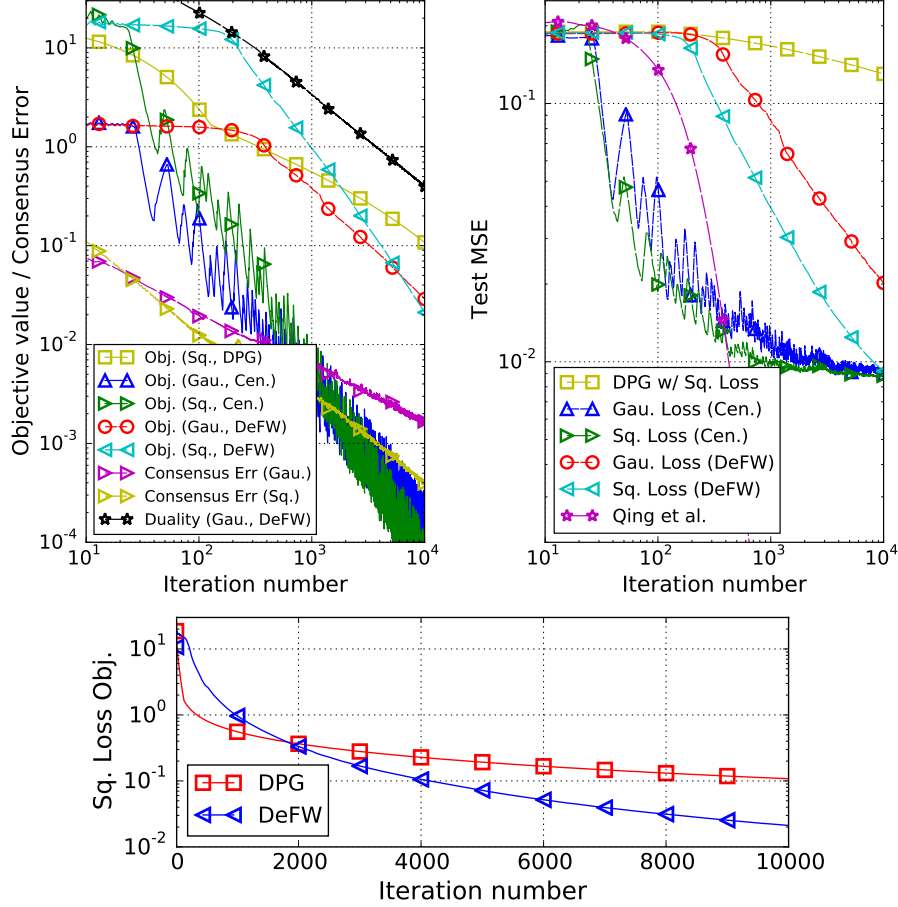 Objective value / Consensus Error
10^1
10^0
10^-1
10^-2
10^-3
10^-4
Obj. (Sq., DPG)
Obj. (Gau., Cen.)
Obj. (Sq., Cen.)
Obj. (Gau., DeFW)
Obj. (Sq., DeFW)
Consensus Err (Gau.)
Consensus Err (Sq.)
Duality (Gau., DeFW)
10^1 10^2 10^3 10^4
Iteration number
Test MSE
10^-1
10^-2
DPG w/ Sq. Loss
Gau. Loss (Cen.)
Sq. Loss (Cen.)
Gau. Loss (DeFW)
Sq. Loss (DeFW)
Qing et al.
10^1 10^2 10^3 10^4
Iteration number
Sq. Loss Obj.
10^1
10^0
10^-1
10^-2
DPG
DeFW
0 2000 4000 6000 8000 10000
Iteration number